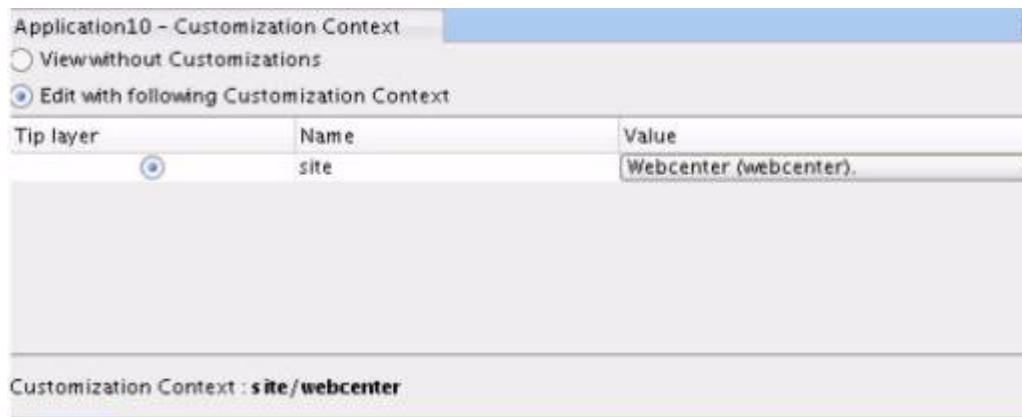 Application10 - Customization Context
View without Customizations
Edit with following Customization Context
Tip layer Name Value
site Webcenter (webcenter).
Customization Context : site/webcenter